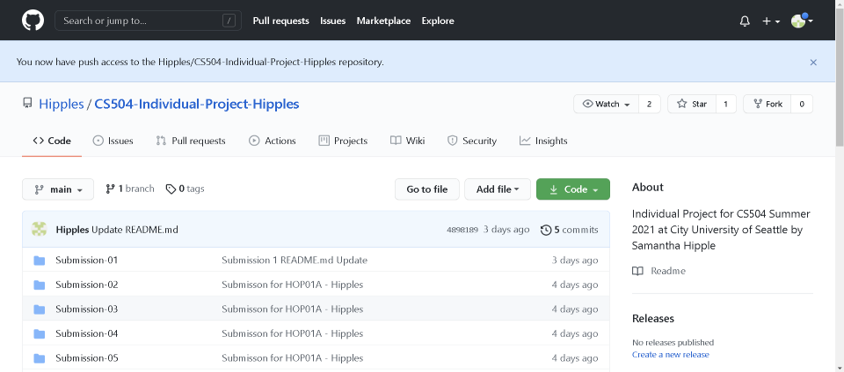 Search or jump to... / Pull requests Issues Marketplace Explore
You now have push access to the Hipples/CS504-Individual-Project-Hipples repository.
Hipples / CS504-Individual-Project-Hipples Watch 2 Star 1 Fork 0
Code Issues Pull requests Actions Projects Wiki Security Insights
main 1 branch 0 tags Go to file Add file Code
Hipples Update README.md 4898189 3 days ago 5 commits
Submission-01 Submission 1 README.md Update 3 days ago
Submission-02 Submisson for HOP01A - Hipples 4 days ago
Submission-03 Submisson for HOP01A - Hipples 4 days ago
Submission-04 Submisson for HOP01A - Hipples 4 days ago
Submission-05 Submisson for HOP01A - Hipples 4 days ago
About
Individual Project for CS504 Summer
2021 at City University of Seattle by
Samantha Hipple
Readme
Releases
No releases published
Create a new release